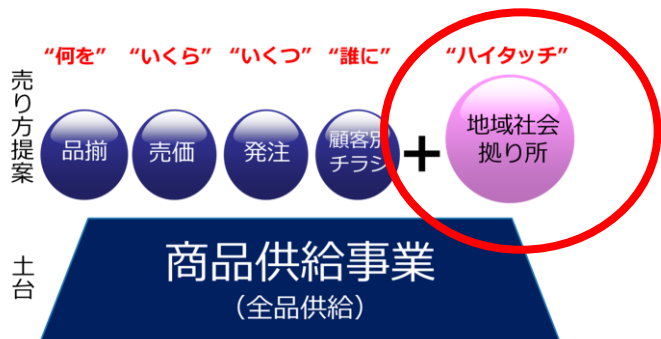 “何を” “いくら” “いくつ” “誰に” “ハイタッチ”
売り方提案
品揃 売価 発注 顧客別 + 地域社会
チラシ 拠り所
土台
商品供給事業
（全品供給）